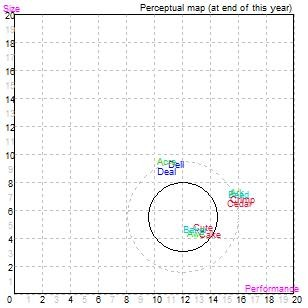 Size
Perceptual map (at end of this year)
20
19
18
17
16
15
14
13
12
11
10
9
8
7
6
5
4
3
2
1
Acre
Dell
Deal
Cedar
Cute
Cake
Performance
0 1 2 3 4 5 6 7 8 9 10 11 12 13 14 15 16 17 18 19 20